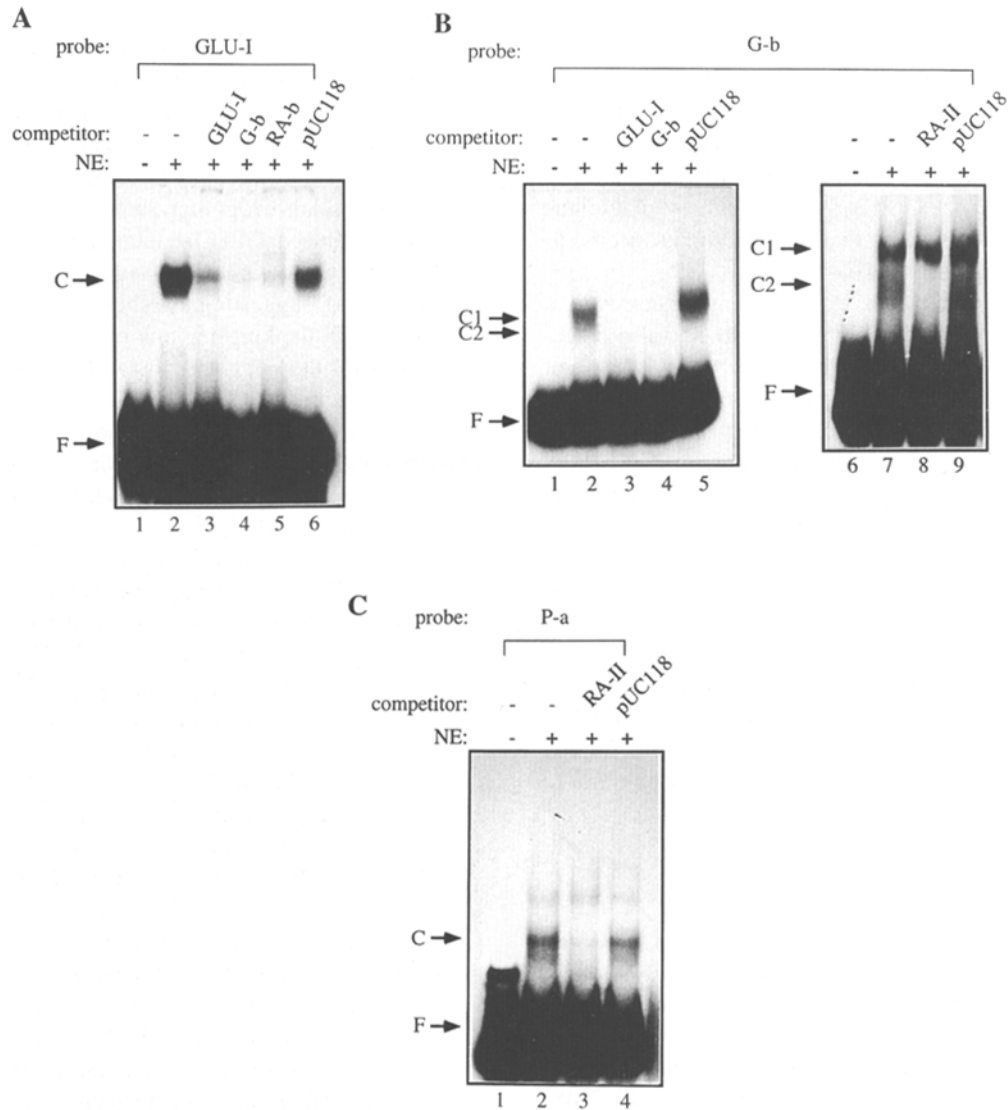 A
probe: GLU-I
competitor: - - GLU-I G-b RA-b pUC118
NE: - + + + + +
C
F
1 2 3 4 5 6
B
probe: G-b
competitor: - - GLU-I G-b pUC118 - - RA-II pUC118
NE: - + + + + - + + +
C1
C2
F
1 2 3 4 5
C1
C2
F
6 7 8 9
C
probe: P-a
competitor: - - RA-II pUC118
NE: - + + +
C
F
1 2 3 4